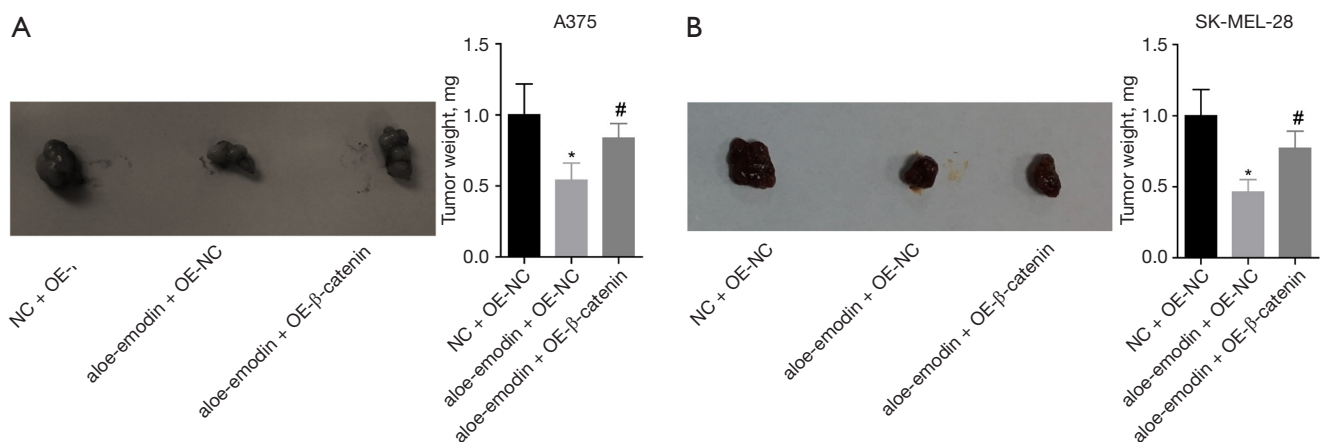 A
A375
Tumor weight, mg
1.5
1.0
0.5
0.0
*
#
NC + OE-NC
aloe-emodin + OE-NC
aloe-emodin + OE-β-catenin
NC + OE-
aloe-emodin + OE-NC
aloe-emodin + OE-β-catenin
B
SK-MEL-28
Tumor weight, mg
1.5
1.0
0.5
0.0
*
#
NC + OE-NC
aloe-emodin + OE-NC
aloe-emodin + OE-β-catenin
NC + OE-NC
aloe-emodin + OE-NC
aloe-emodin + OE-β-catenin